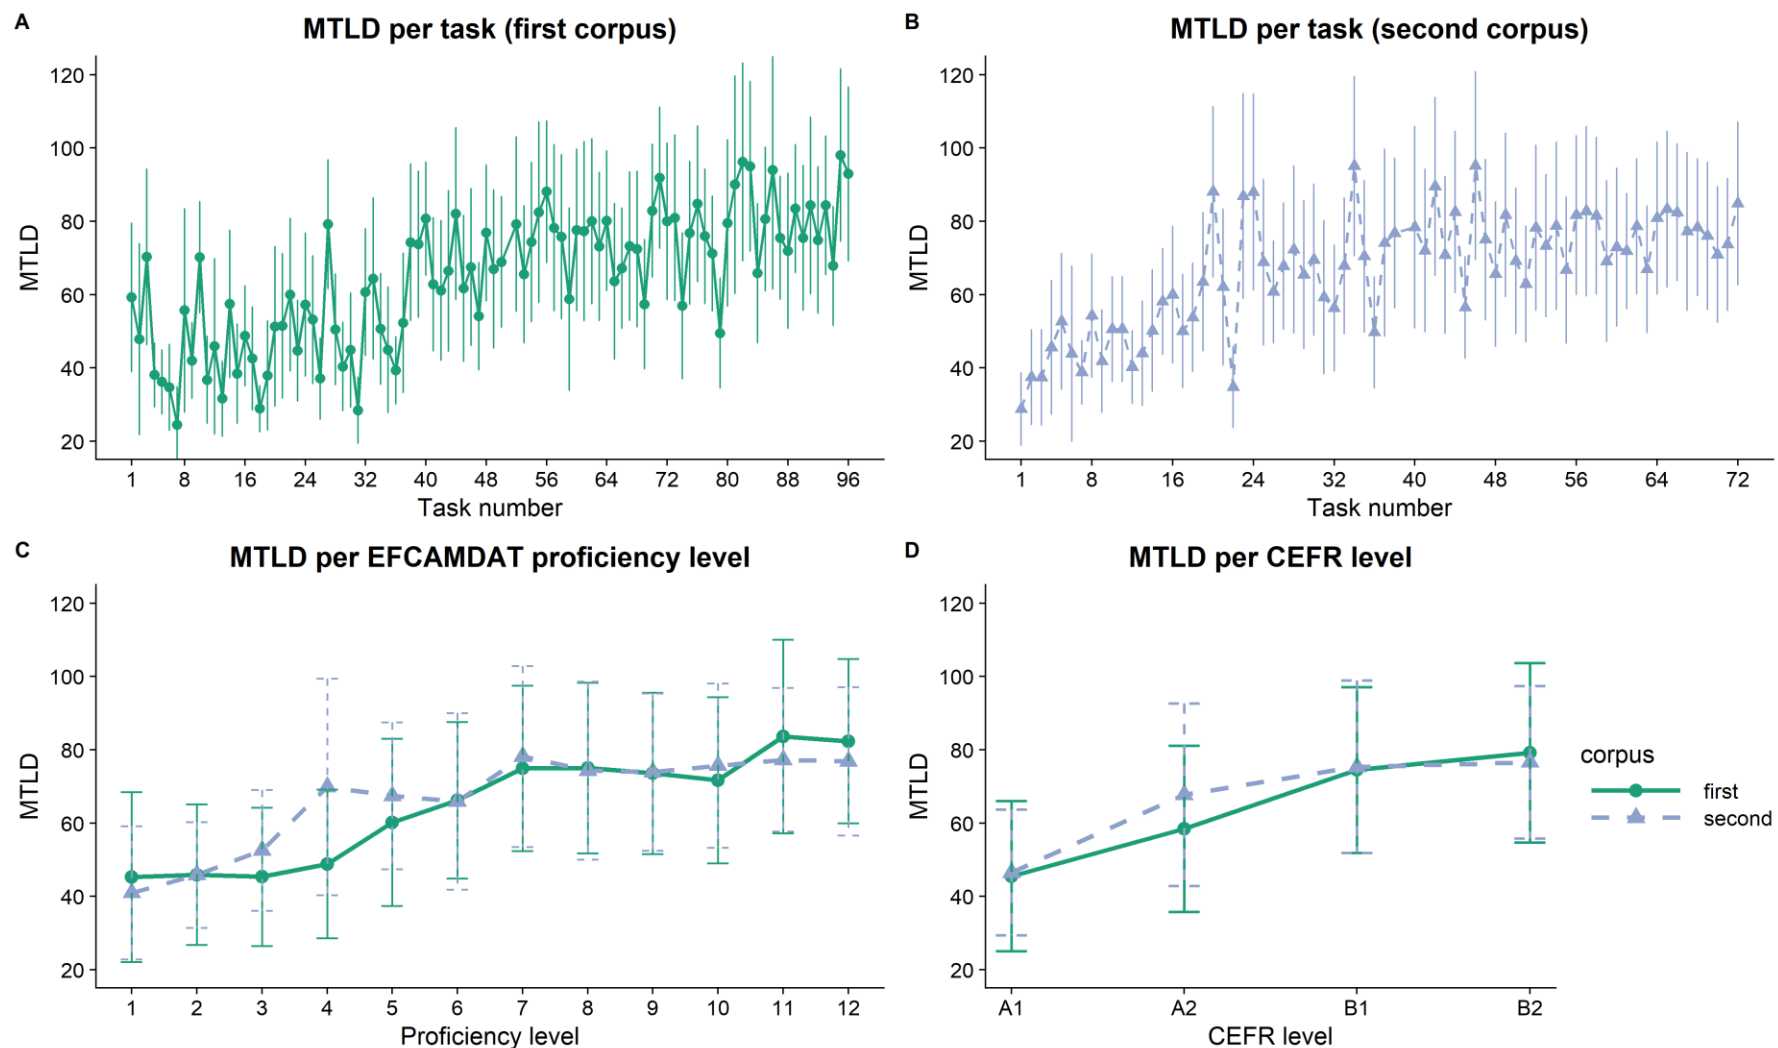 A
MTLD per task (first corpus)
MTLD
120
100
80
60
40
20
1 8 16 24 32 40 48 56 64 72 80 88 96
Task number
B
MTLD per task (second corpus)
MTLD
120
100
80
60
40
20
1 8 16 24 32 40 48 56 64 72
Task number
C
MTLD per EFCAMDAT proficiency level
MTLD
120
100
80
60
40
20
1 2 3 4 5 6 7 8 9 10 11 12
Proficiency level
D
MTLD per CEFR level
MTLD
120
100
80
60
40
20
A1 A2 B1 B2
CEFR level
corpus
first
second